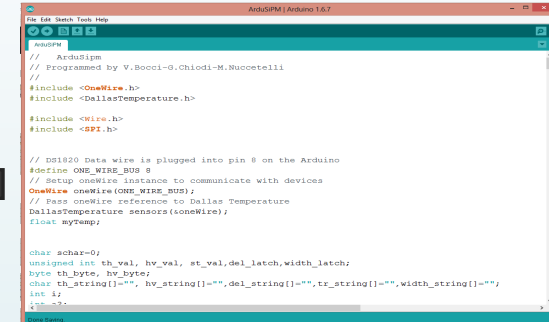 ArduSiPM | Arduino 1.6.7
File Edit Sketch Tools Help
ArduSIPM
// ArduSipm
// Programmed by V.Bocci-G.Chiodi-M.Nuccetelli
//
#include <OneWire.h>
#include <DallasTemperature.h>
#include <Wire.h>
#include <SPI.h>
// DS1820 Data wire is plugged into pin 8 on the Arduino
#define ONE_WIRE_BUS 8
// Setup oneWire instance to communicate with devices
OneWire oneWire(ONE_WIRE_BUS);
// Pass oneWire reference to Dallas Temperature
DallasTemperature sensors(&oneWire);
float myTemp;
char schar=0;
unsigned int th_val, hv_val, st_val,del_latch,width_latch;
byte th_byte, hv_byte;
char th_string[]="", hv_string[]="",del_string[]="",tr_string[]="",width_string[]="";
int i;
Done Saving.